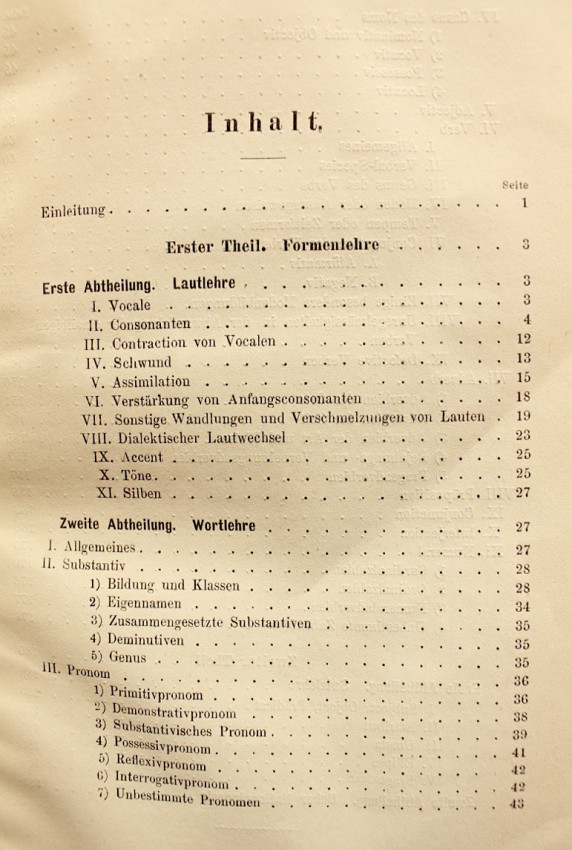 Inhalt.
Seite
Einleitung . . . . . . . . . . . . . . . . . 1
Erster Theil. Formenlehre . . . . . . 3
Erste Abtheilung. Lautlehre . . . . . . . . . . 3
I. Vocale . . . . . . . . . . . . . . . 3
II. Consonanten . . . . . . . . . . . . . 4
III. Contraction von Vocalen . . . . . . . . . 12
IV. Schwund . . . . . . . . . . . . . . 13
V. Assimilation . . . . . . . . . . . . . 15
VI. Verstärkung von Anfangsconsonanten . . . . . . 18
VII. Sonstige Wandlungen und Verschmelzungen von Lauten . 19
VIII. Dialektischer Lautwechsel . . . . . . . . . 23
IX. Accent . . . . . . . . . . . . . . 25
X. Töne . . . . . . . . . . . . . . . 25
XI. Silben . . . . . . . . . . . . . . 27
Zweite Abtheilung. Wortlehre . . . . . . . . . . 27
I. Allgemeines . . . . . . . . . . . . . . . 27
II. Substantiv . . . . . . . . . . . . . . . 28
1) Bildung und Klassen . . . . . . . . . . . 28
2) Eigennamen . . . . . . . . . . . . . 34
3) Zusammengesetzte Substantiven . . . . . . . . 35
4) Deminutiven . . . . . . . . . . . . . 35
5) Genus . . . . . . . . . . . . . . . 35
III. Pronom . . . . . . . . . . . . . . . . 36
1) Primitivpronom . . . . . . . . . . . . 36
2) Demonstrativpronom . . . . . . . . . . . 38
3) Substantivisches Pronom . . . . . . . . . . 39
4) Possessivpronom . . . . . . . . . . . . 41
5) Reflexivpronom . . . . . . . . . . . . 42
6) Interrogativpronom . . . . . . . . . . . 42
7) Unbestimmte Pronomen . . . . . . . . . . 43